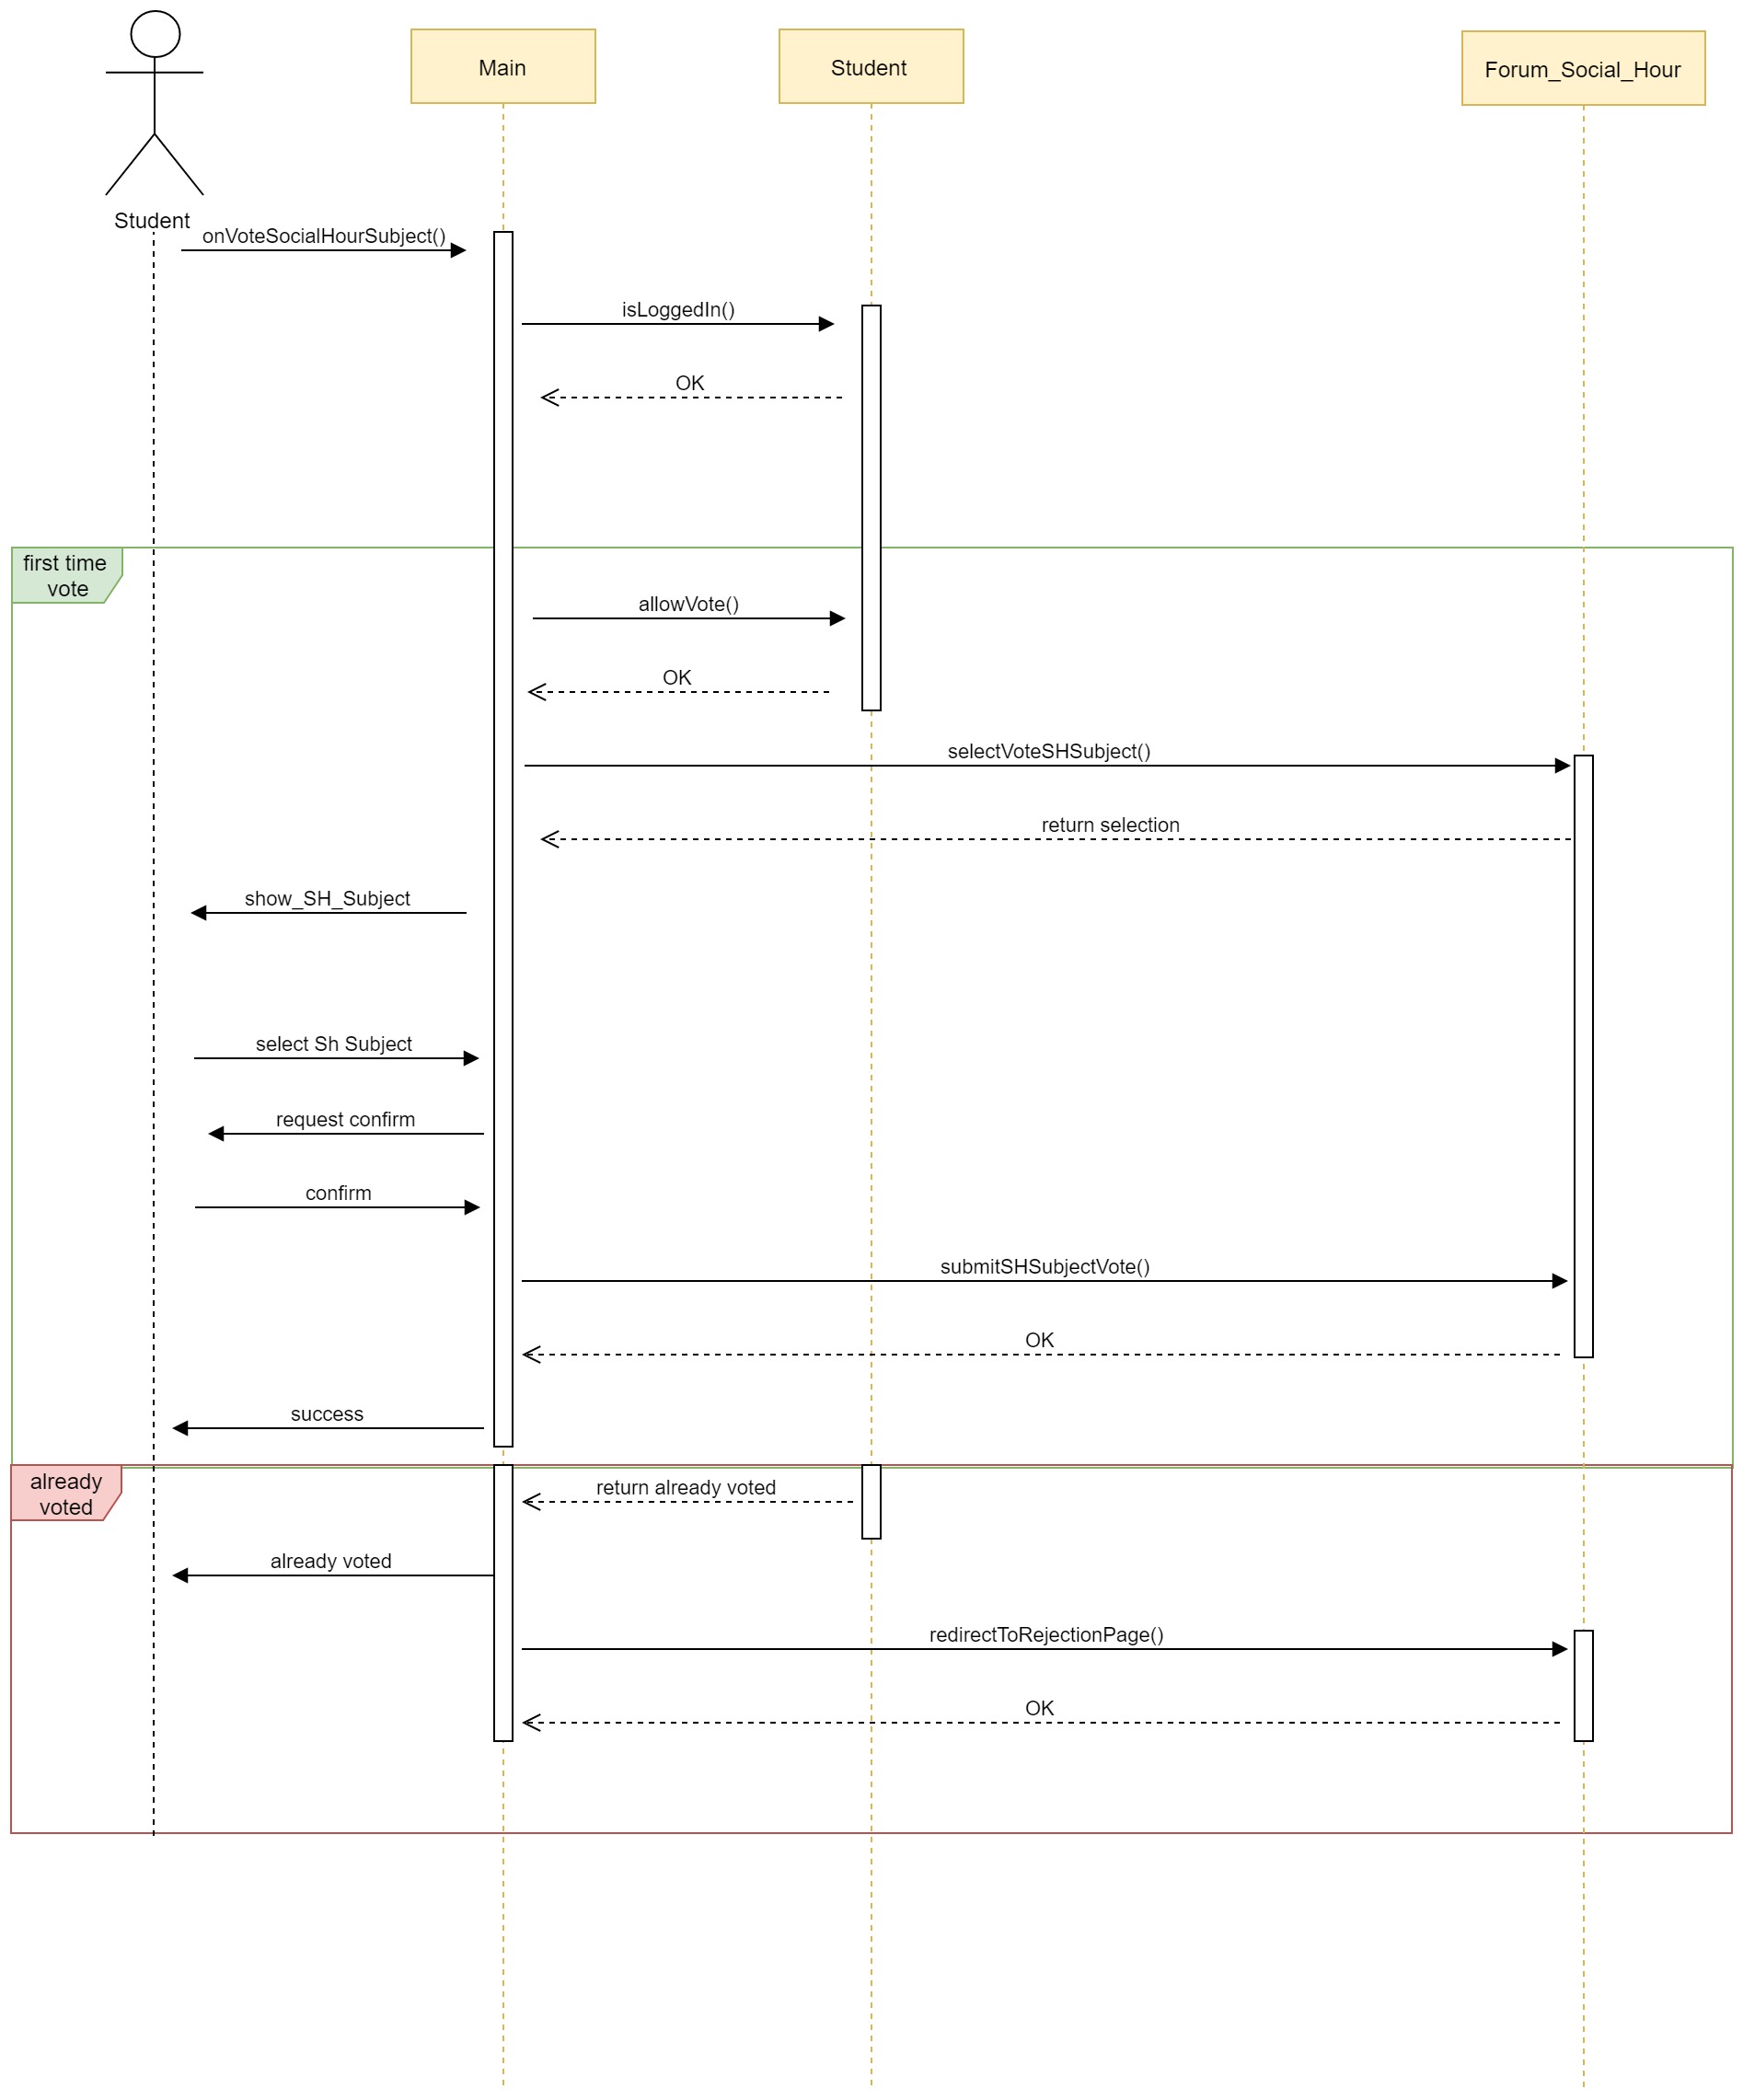 Main
Student
Forum_Social_Hour
Student
onVoteSocialHourSubject()
isLoggedIn()
OK
first time
vote
allowVote()
OK
selectVoteSHSubject()
return selection
show_SH_Subject
select Sh Subject
request confirm
confirm
submitSHSubjectVote()
OK
success
already
voted
return already voted
already voted
redirectToRejectionPage()
OK